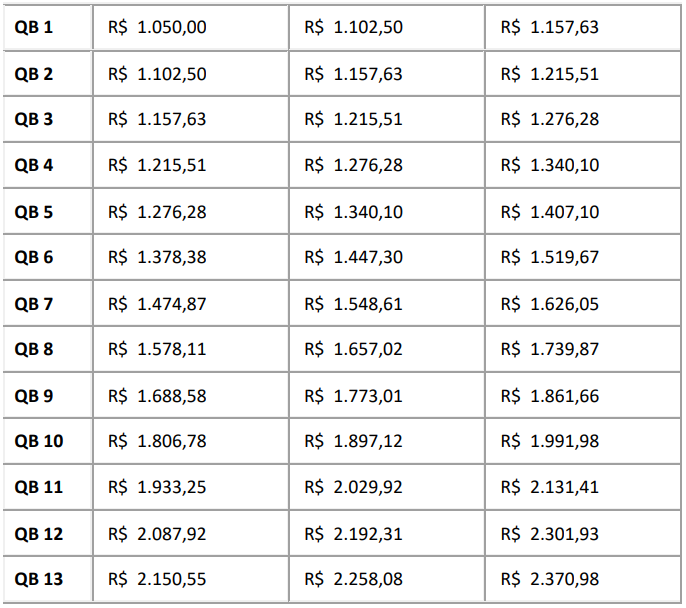 QB 1 R$ 1.050,00 R$ 1.102,50 R$ 1.157,63
QB 2 R$ 1.102,50 R$ 1.157,63 R$ 1.215,51
QB 3 R$ 1.157,63 R$ 1.215,51 R$ 1.276,28
QB 4 R$ 1.215,51 R$ 1.276,28 R$ 1.340,10
QB 5 R$ 1.276,28 R$ 1.340,10 R$ 1.407,10
QB 6 R$ 1.378,38 R$ 1.447,30 R$ 1.519,67
QB 7 R$ 1.474,87 R$ 1.548,61 R$ 1.626,05
QB 8 R$ 1.578,11 R$ 1.657,02 R$ 1.739,87
QB 9 R$ 1.688,58 R$ 1.773,01 R$ 1.861,66
QB 10 R$ 1.806,78 R$ 1.897,12 R$ 1.991,98
QB 11 R$ 1.933,25 R$ 2.029,92 R$ 2.131,41
QB 12 R$ 2.087,92 R$ 2.192,31 R$ 2.301,93
QB 13 R$ 2.150,55 R$ 2.258,08 R$ 2.370,98